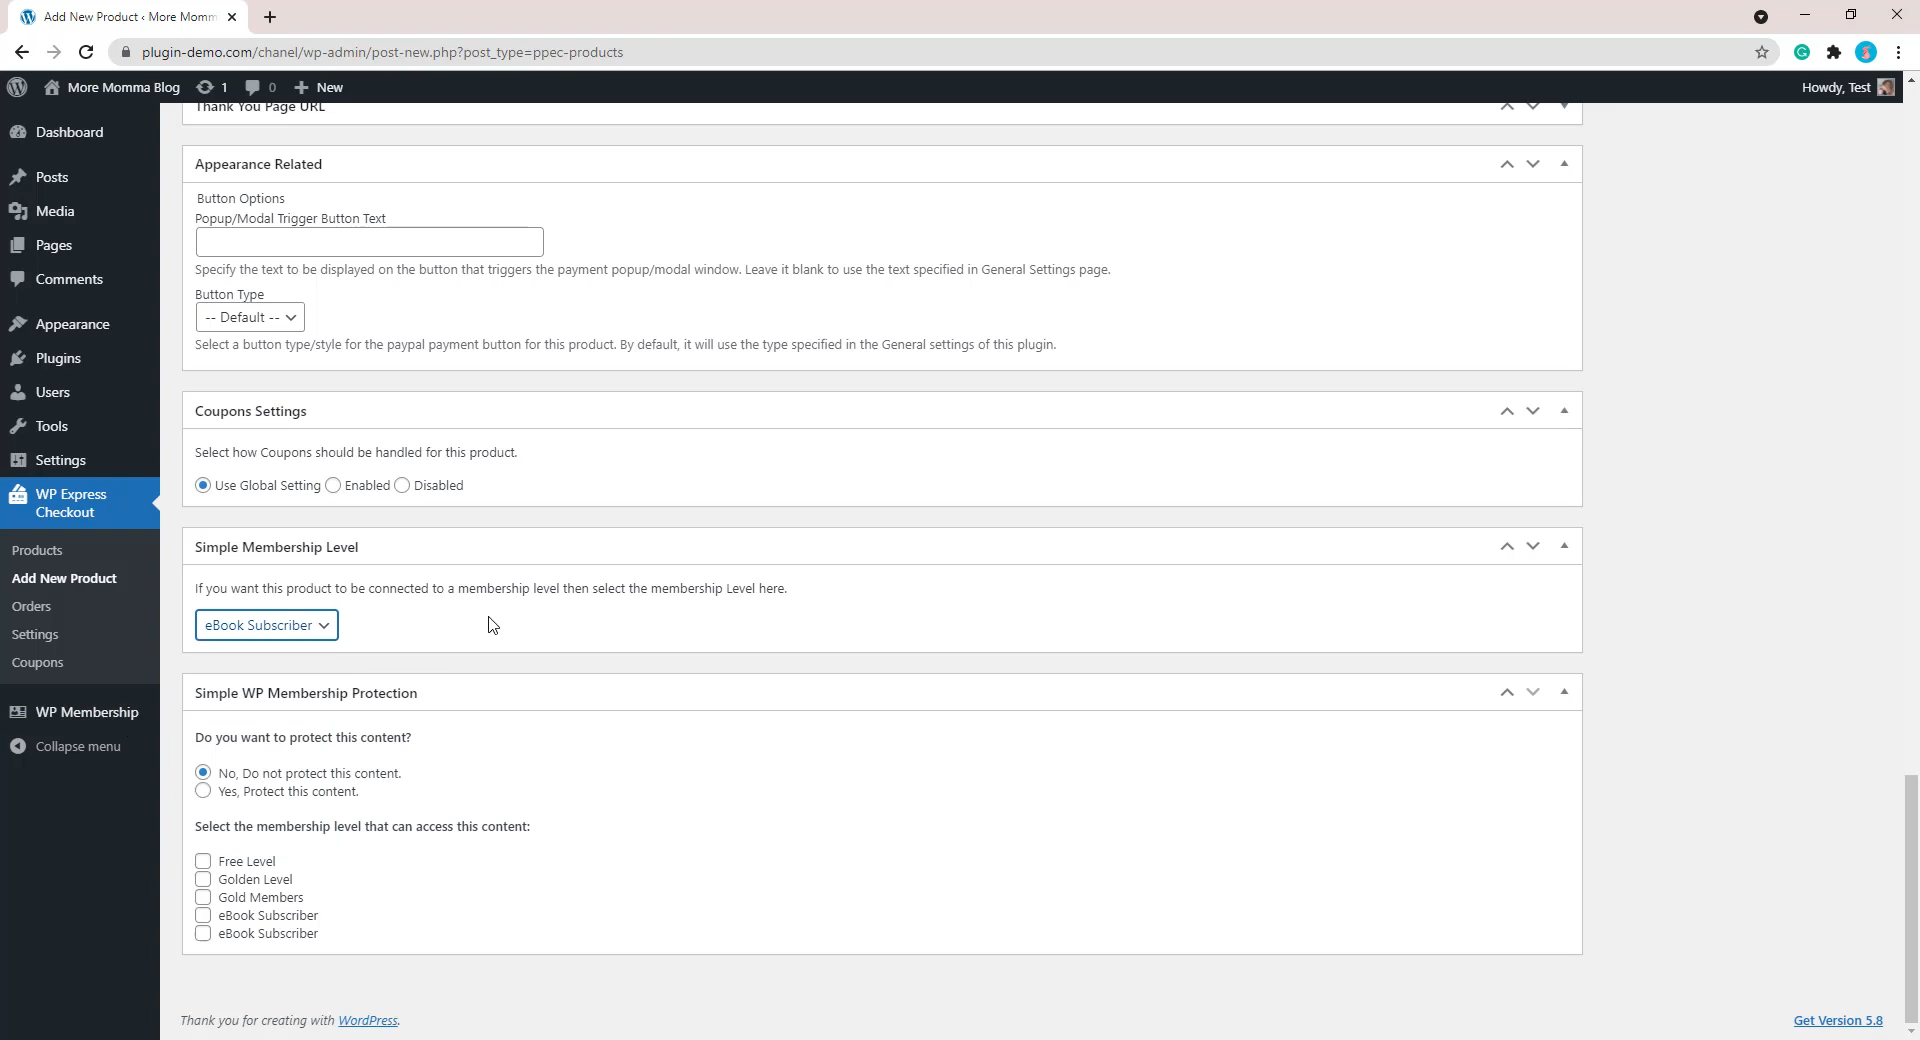 Add New Product ‹ More Momm
plugin-demo.com/chanel/wp-admin/post-new.php?post_type=ppec-products
More Momma Blog
1
0
New
Howdy, Test
Dashboard
Posts
Media
Pages
Comments
Appearance
Plugins
Users
Tools
Settings
WP Express
Checkout
Products
Add New Product
Orders
Settings
Coupons
WP Membership
Collapse menu
Thank You Page URL
Appearance Related
Button Options
Popup/Modal Trigger Button Text
Specify the text to be displayed on the button that triggers the payment popup/modal window. Leave it blank to use the text specified in General Settings page.
Button Type
-- Default --
Select a button type/style for the paypal payment button for this product. By default, it will use the type specified in the General settings of this plugin.
Coupons Settings
Select how Coupons should be handled for this product.
Use Global Setting Enabled Disabled
Simple Membership Level
If you want this product to be connected to a membership level then select the membership Level here.
eBook Subscriber
Simple WP Membership Protection
Do you want to protect this content?
No, Do not protect this content.
Yes, Protect this content.
Select the membership level that can access this content:
Free Level
Golden Level
Gold Members
eBook Subscriber
eBook Subscriber
Thank you for creating with WordPress.
Get Version 5.8